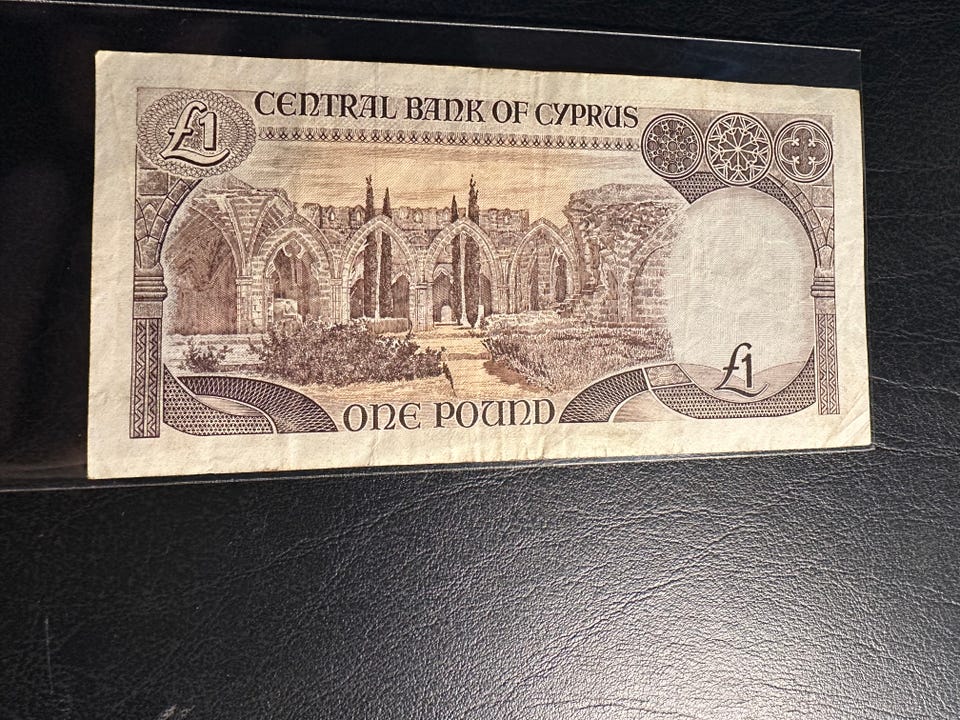 £1
CENTRAL BANK OF CYPRUS
£1
ONE POUND